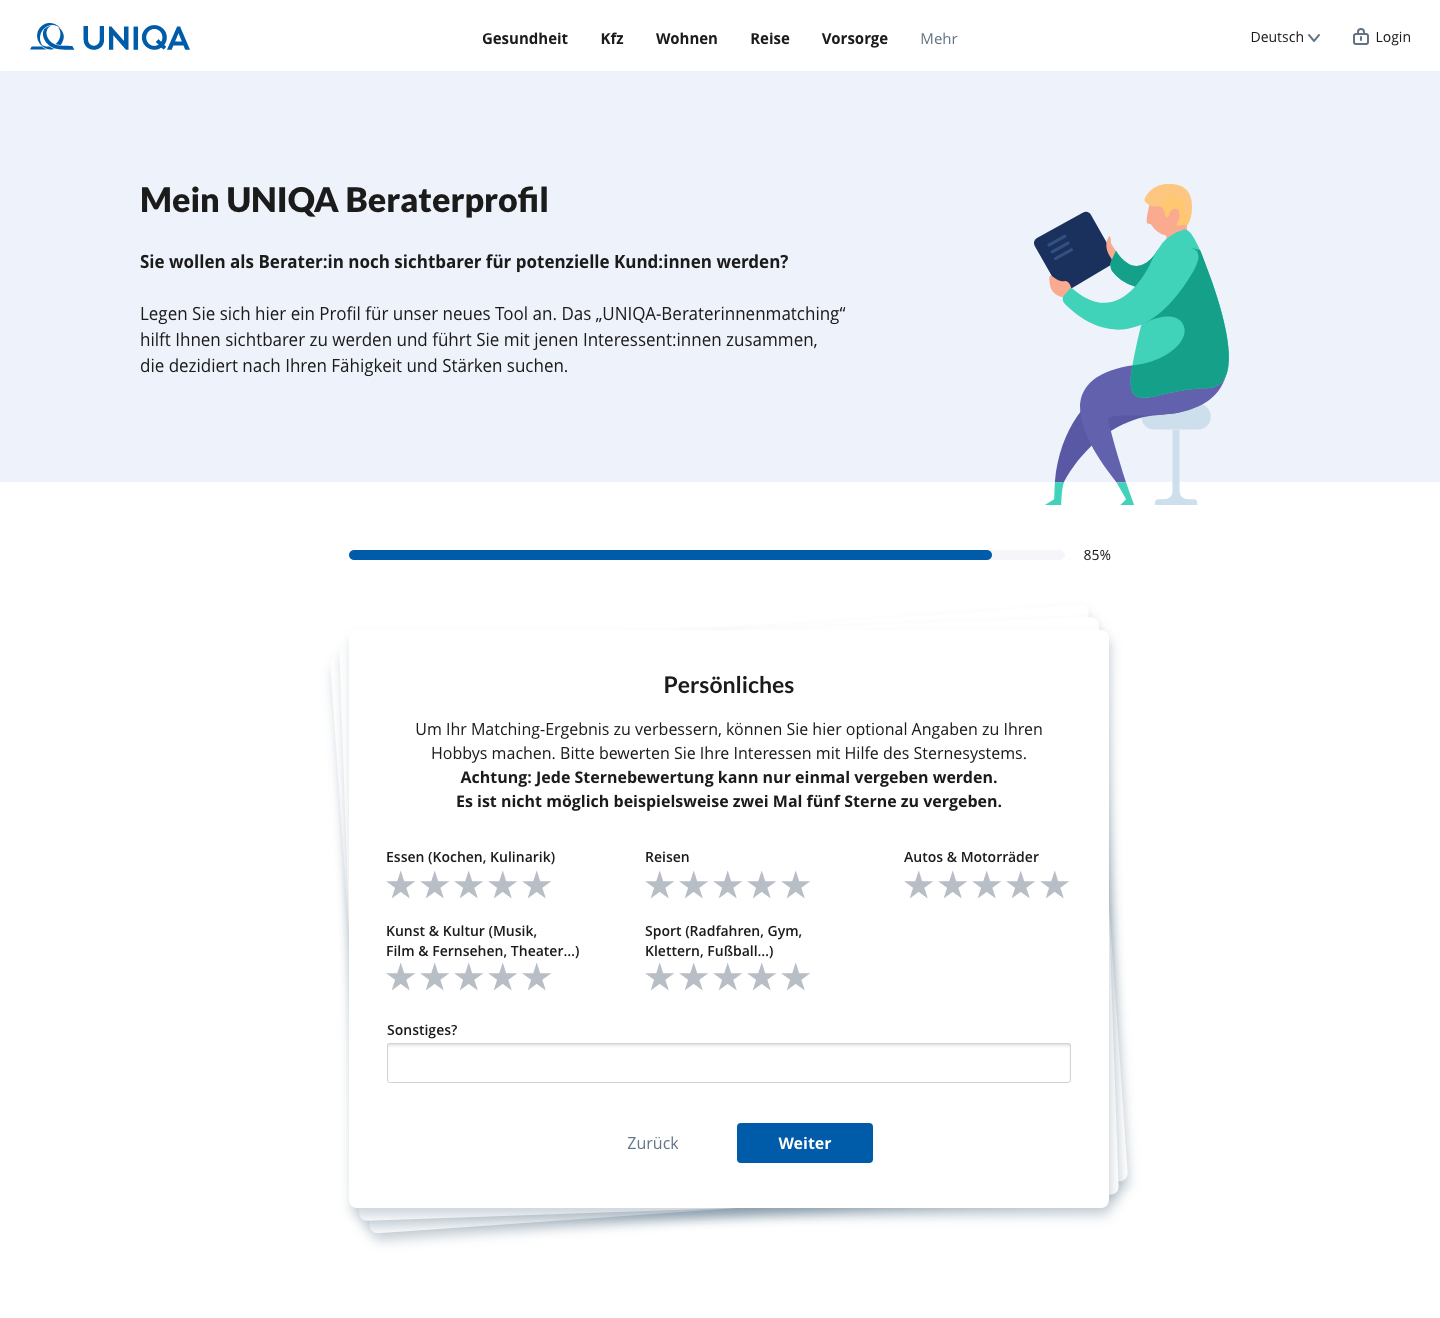 UNIQA
Gesundheit
Kfz
Wohnen
Reise
Vorsorge
Mehr
Deutsch
Login
Mein UNIQA Beraterprofil
Sie wollen als Berater:in noch sichtbarer für potenzielle Kund:innen werden?
Legen Sie sich hier ein Profil für unser neues Tool an. Das „UNIQA-Beraterinnenmatching“
hilft Ihnen sichtbarer zu werden und führt Sie mit jenen Interessent:innen zusammen,
die dezidiert nach Ihren Fähigkeit und Stärken suchen.
85%
Persönliches
Um Ihr Matching-Ergebnis zu verbessern, können Sie hier optional Angaben zu Ihren
Hobbys machen. Bitte bewerten Sie Ihre Interessen mit Hilfe des Sternesystems.
Achtung: Jede Sternebewertung kann nur einmal vergeben werden.
Es ist nicht möglich beispielsweise zwei Mal fünf Sterne zu vergeben.
Essen (Kochen, Kulinarik)
Reisen
Autos & Motorräder
Kunst & Kultur (Musik,
Film & Fernsehen, Theater...)
Sport (Radfahren, Gym,
Klettern, Fußball...)
Sonstiges?
Zurück
Weiter